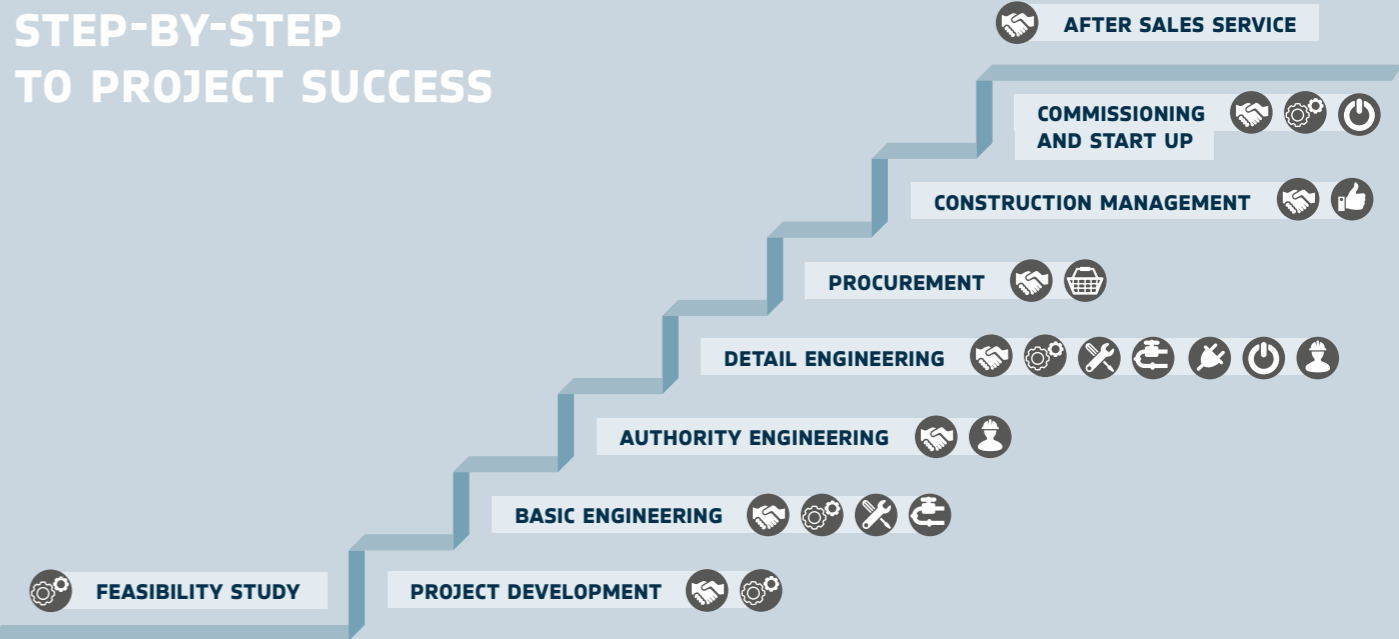 STEP-BY-STEP
TO PROJECT SUCCESS
AFTER SALES SERVICE
COMMISSIONING
AND START UP
CONSTRUCTION MANAGEMENT
PROCUREMENT
DETAIL ENGINEERING
AUTHORITY ENGINEERING
BASIC ENGINEERING
FEASIBILITY STUDY
PROJECT DEVELOPMENT